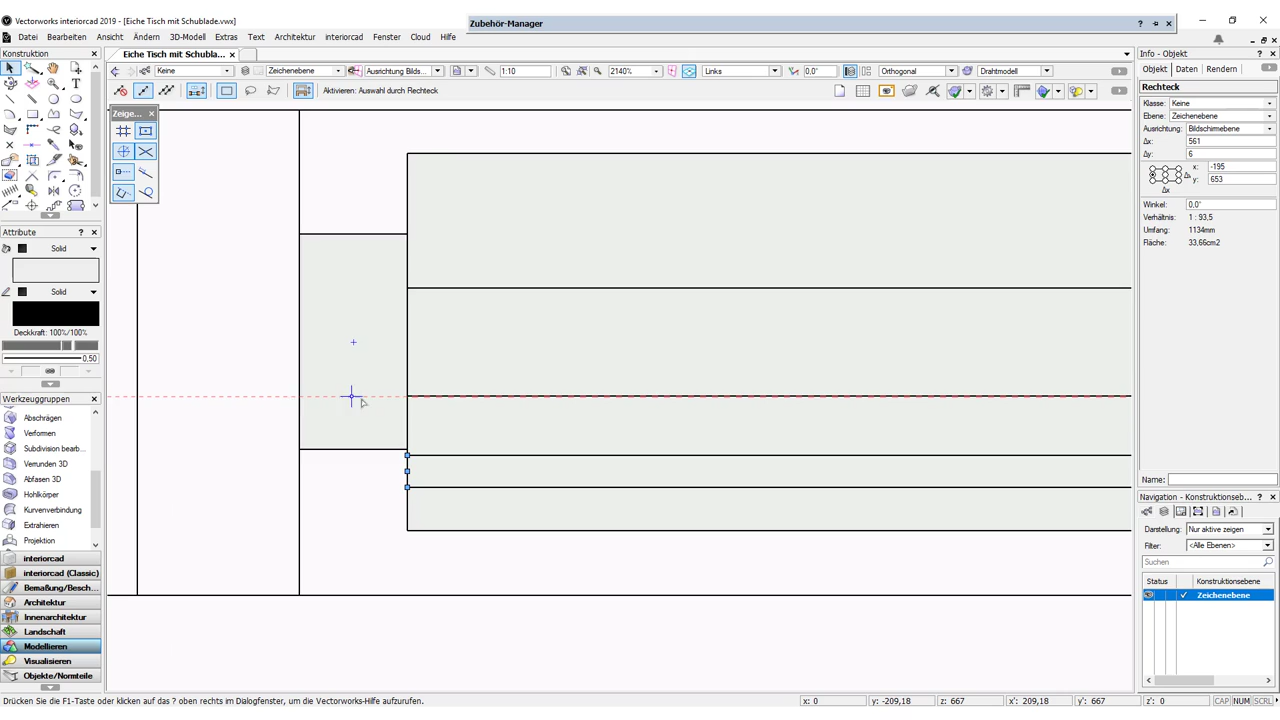 Vectorworks interiorcad 2019 - [Eiche Tisch mit Schublade.vwx]
Zubehör-Manager
Datei Bearbeiten Ansicht Ändern 3D-Modell Extras Text Architektur interiorcad Fenster Cloud Hilfe
Konstruktion
Eiche Tisch mit Schubla...
Keine
Zeichenebene
Ausrichtung Bilds...
1:10
2140%
Links
0,0°
Orthogonal
Drahtmodell
Aktivieren: Auswahl durch Rechteck
Zeige...
Attribute
Solid
Solid
Deckkraft: 100%/100%
0,50
Werkzeuggruppen
Abschrägen
Verformen
Subdivision bearb...
Verrunden 3D
Abfasen 3D
Hohlkörper
Kurvenverbindung
Extrahieren
Projektion
interiorcad
interiorcad (Classic)
Bemaßung/Besch...
Architektur
Innenarchitektur
Landschaft
Modellieren
Visualisieren
Objekte/Normteile
Info - Objekt
Objekt Daten Rendern
Rechteck
Klasse: Keine
Ebene: Zeichenebene
Ausrichtung: Bildschirmebene
Δx: 561
Δy: 6
x: -195
y: 653
Δy
Δx
Winkel: 0.0°
Verhältnis: 1 : 93,5
Umfang: 1134mm
Fläche: 33,66cm2
Name:
Navigation - Konstruktionseb...
Darstellung: Nur aktive zeigen
Filter: <Alle Ebenen>
Suchen
Status Konstruktionsebene
Zeichenebene
Drücken Sie die F1-Taste oder klicken auf das ? oben rechts im Dialogfenster, um die Vectorworks-Hilfe aufzurufen.
x: 0 y: -209,18 z: 667 x': 209,18 y': 667 z': 0 CAP NUM SCRL